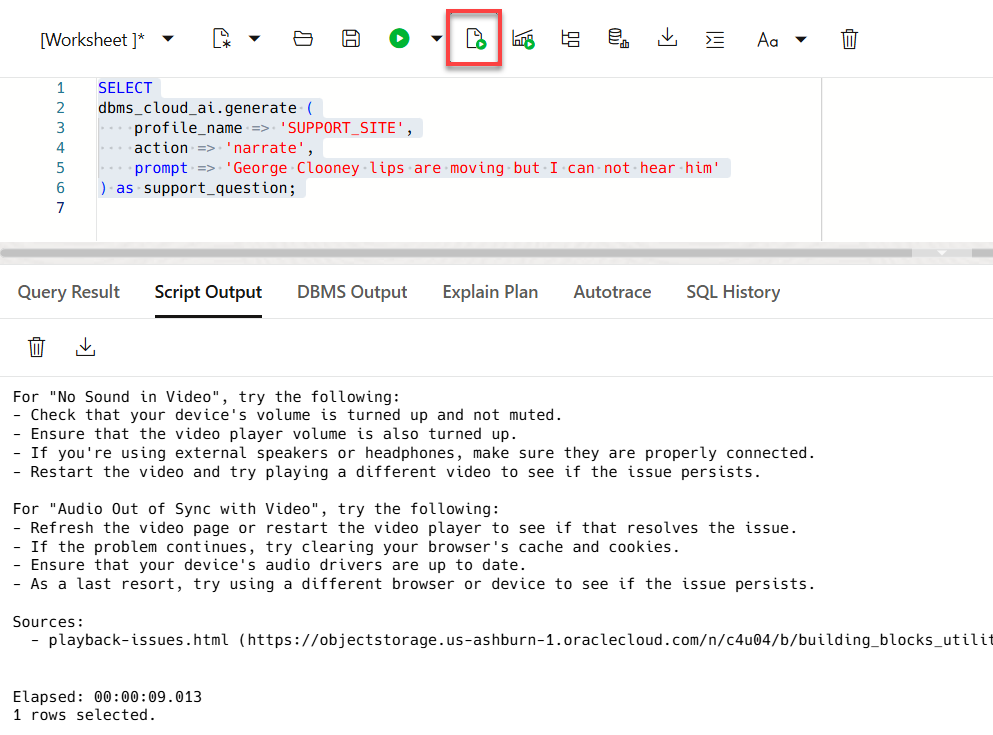 [Worksheet ]*
Aa
1 SELECT
2 dbms_cloud_ai.generate (
3 ····profile_name => 'SUPPORT_SITE',
4 ····action => 'narrate',
5 ····prompt => 'George Clooney lips are moving but I can not hear him'
6 ) as support_question;
7
Query Result Script Output DBMS Output Explain Plan Autotrace SQL History
For "No Sound in Video", try the following:
- Check that your device's volume is turned up and not muted.
- Ensure that the video player volume is also turned up.
- If you're using external speakers or headphones, make sure they are properly connected.
- Restart the video and try playing a different video to see if the issue persists.
For "Audio Out of Sync with Video", try the following:
- Refresh the video page or restart the video player to see if that resolves the issue.
- If the problem continues, try clearing your browser's cache and cookies.
- Ensure that your device's audio drivers are up to date.
- As a last resort, try using a different browser or device to see if the issue persists.
Sources:
- playback-issues.html (https://objectstorage.us-ashburn-1.oraclecloud.com/n/c4u04/b/building_blocks_utilit
Elapsed: 00:00:09.013
1 rows selected.